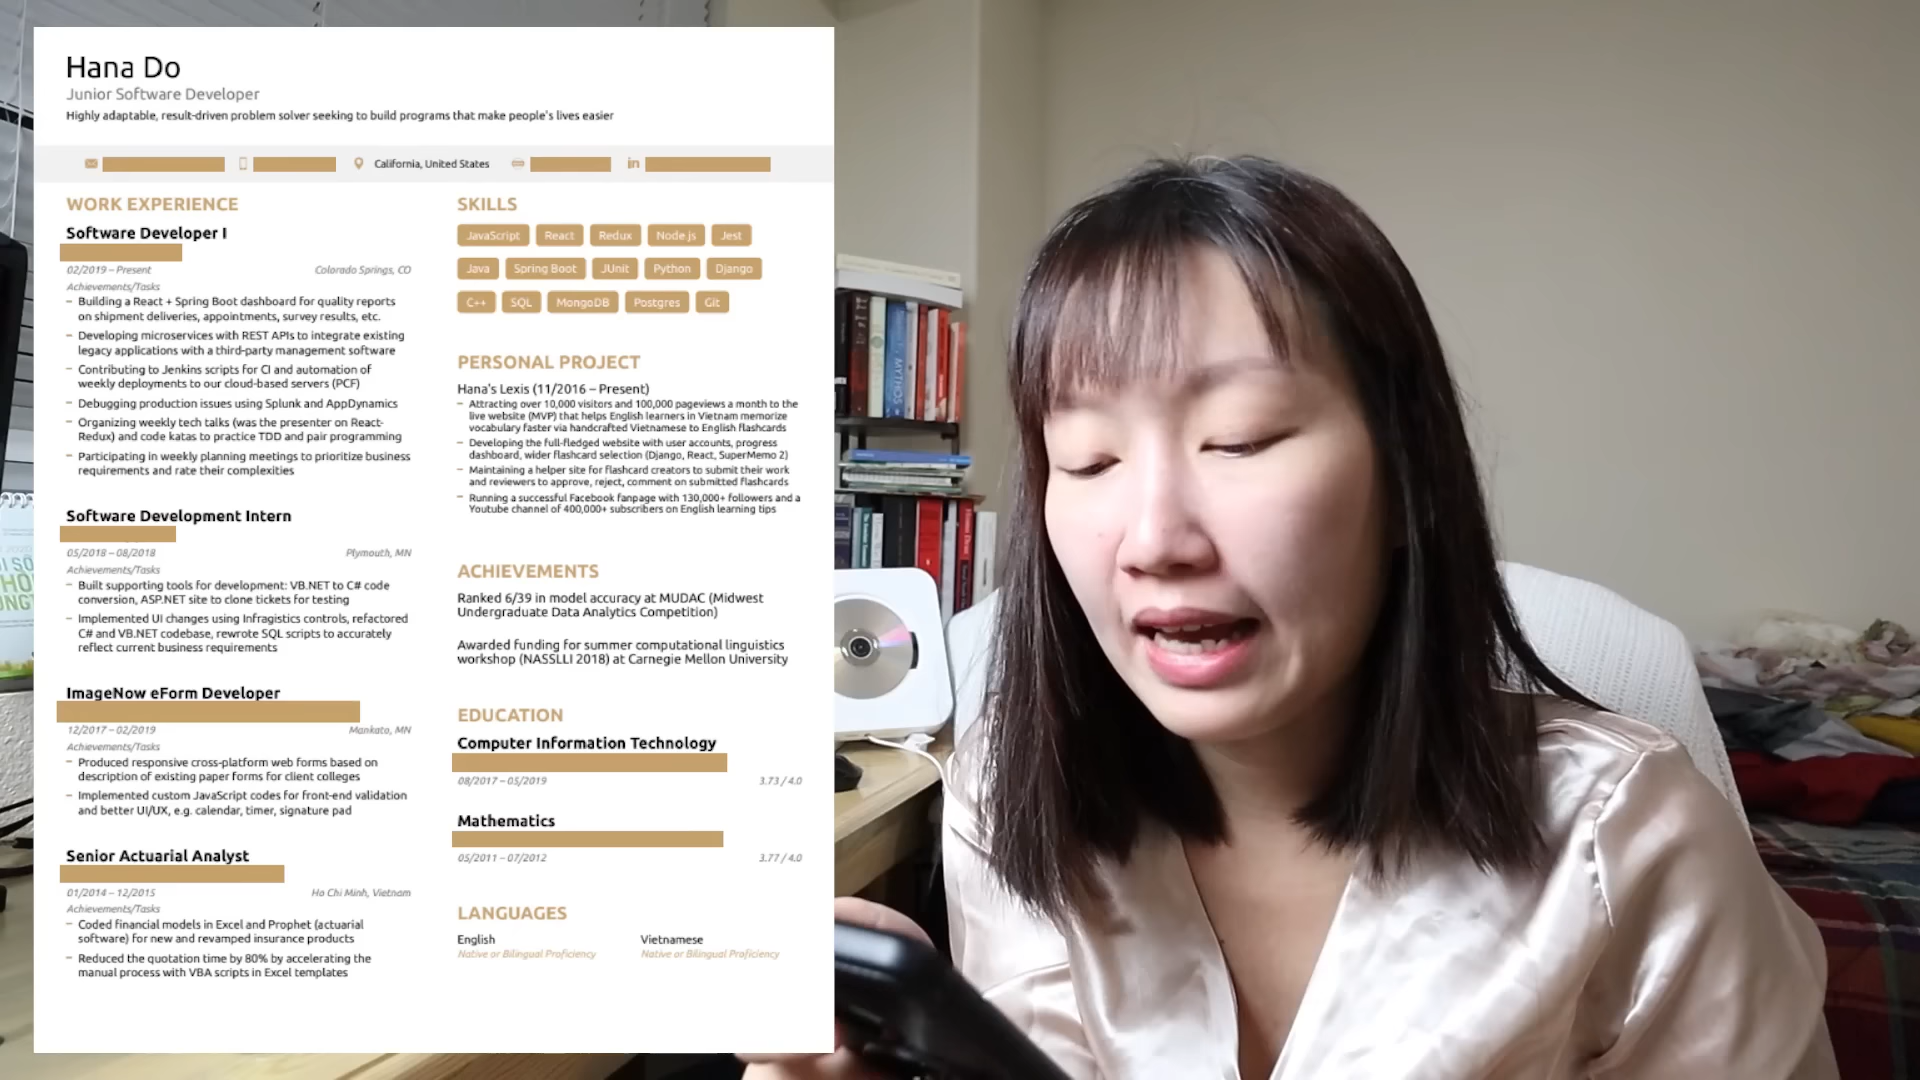 Hana Do
Junior Software Developer
Highly adaptable, result-driven problem solver seeking to build programs that make people's lives easier
California, United States
WORK EXPERIENCE
Software Developer I
02/2019 – Present
Colorado Springs, CO
Achievements/Tasks
– Building a React + Spring Boot dashboard for quality reports
on shipment deliveries, appointments, survey results, etc.
– Developing microservices with REST APIs to integrate existing
legacy applications with a third-party management software
– Contributing to Jenkins scripts for CI and automation of
weekly deployments to our cloud-based servers (PCF)
– Debugging production issues using Splunk and AppDynamics
– Organizing weekly tech talks (was the presenter on React-
Redux) and code katas to practice TDD and pair programming
– Participating in weekly planning meetings to prioritize business
requirements and rate their complexities
Software Development Intern
05/2018 – 08/2018
Plymouth, MN
Achievements/Tasks
– Built supporting tools for development: VB.NET to C# code
conversion, ASP.NET site to clone tickets for testing
– Implemented UI changes using Infragistics controls, refactored
C# and VB.NET codebase, rewrote SQL scripts to accurately
reflect current business requirements
ImageNow eForm Developer
12/2017 – 02/2019
Mankato, MN
Achievements/Tasks
– Produced responsive cross-platform web forms based on
description of existing paper forms for client colleges
– Implemented custom JavaScript codes for front-end validation
and better UI/UX, e.g. calendar, timer, signature pad
Senior Actuarial Analyst
01/2014 – 12/2015
Ho Chi Minh, Vietnam
Achievements/Tasks
– Coded financial models in Excel and Prophet (actuarial
software) for new and revamped insurance products
– Reduced the quotation time by 80% by accelerating the
manual process with VBA scripts in Excel templates
SKILLS
JavaScript React Redux Node.js Jest
Java Spring Boot JUnit Python Django
C++ SQL MongoDB Postgres Git
PERSONAL PROJECT
Hana's Lexis (11/2016 – Present)
– Attracting over 10,000 visitors and 100,000 pageviews a month to the
live website (MVP) that helps English learners in Vietnam memorize
vocabulary faster via handcrafted Vietnamese to English flashcards
– Developing the full-fledged website with user accounts, progress
dashboard, wider flashcard selection (Django, React, SuperMemo 2)
– Maintaining a helper site for flashcard creators to submit their work
and reviewers to approve, reject, comment on submitted flashcards
– Running a successful Facebook fanpage with 130,000+ followers and a
Youtube channel of 400,000+ subscribers on English learning tips
ACHIEVEMENTS
Ranked 6/39 in model accuracy at MUDAC (Midwest
Undergraduate Data Analytics Competition)
Awarded funding for summer computational linguistics
workshop (NASSLLI 2018) at Carnegie Mellon University
EDUCATION
Computer Information Technology
08/2017 – 05/2019
3.73 / 4.0
Mathematics
05/2011 – 07/2012
3.77 / 4.0
LANGUAGES
English
Native or Bilingual Proficiency
Vietnamese
Native or Bilingual Proficiency
MYTHOS